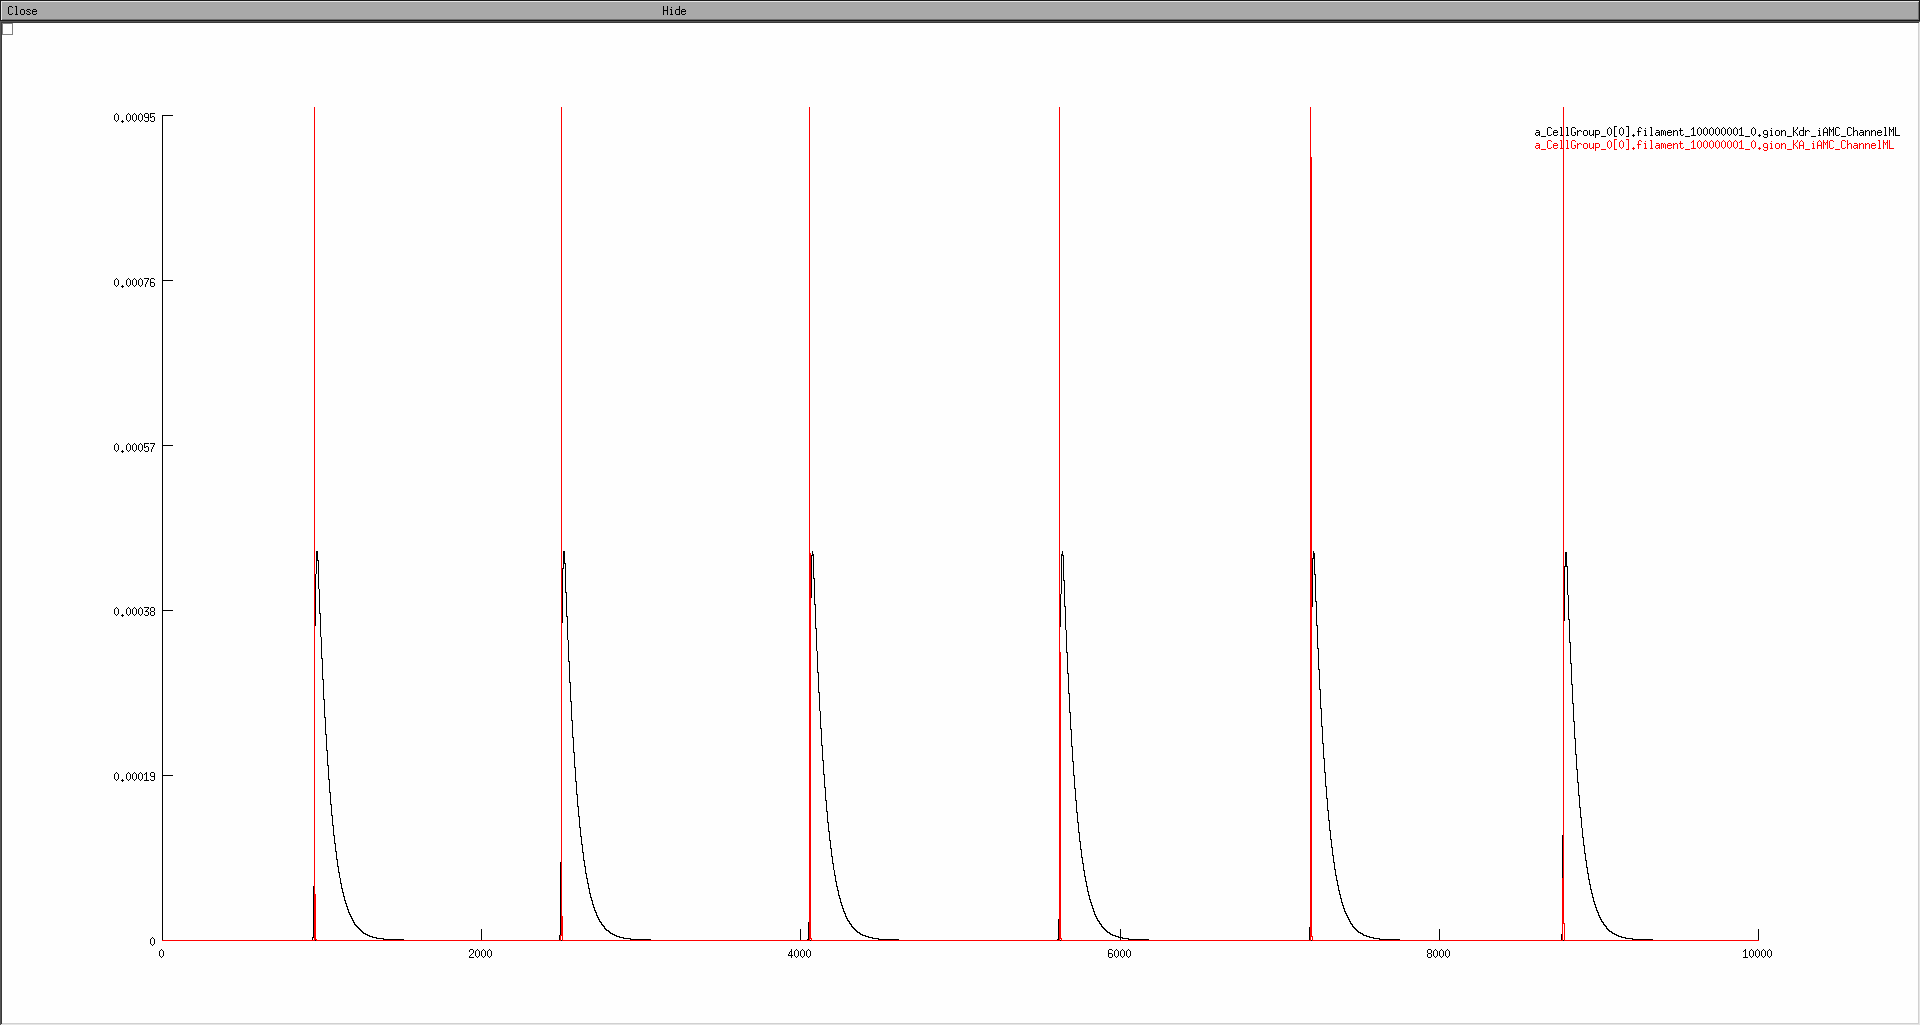 Close Hide
0.00095
a_CellGroup_0[0].filament_100000001_0.gion_Kdr_iAMC_ChannelML
a_CellGroup_0[0].filament_100000001_0.gion_KA_iAMC_ChannelML
0.00076
0.00057
0.00038
0.00019
0
0 2000 4000 6000 8000 10000